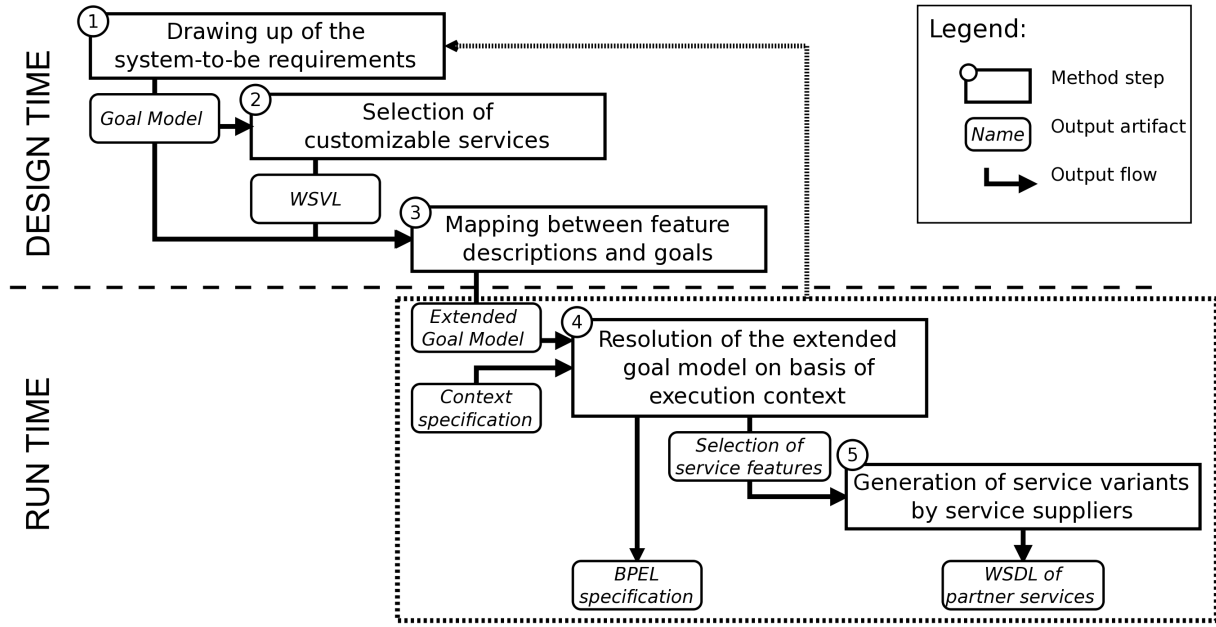 DESIGN TIME
1
Drawing up of the
system-to-be requirements
Goal Model
2
Selection of
customizable services
WSVL
3
Mapping between feature
descriptions and goals
Legend:
Method step
Name
Output artifact
Output flow
RUN TIME
Extended
Goal Model
4
Resolution of the extended
goal model on basis of
execution context
Context
specification
Selection of
service features
5
Generation of service variants
by service suppliers
BPEL
specification
WSDL of
partner services